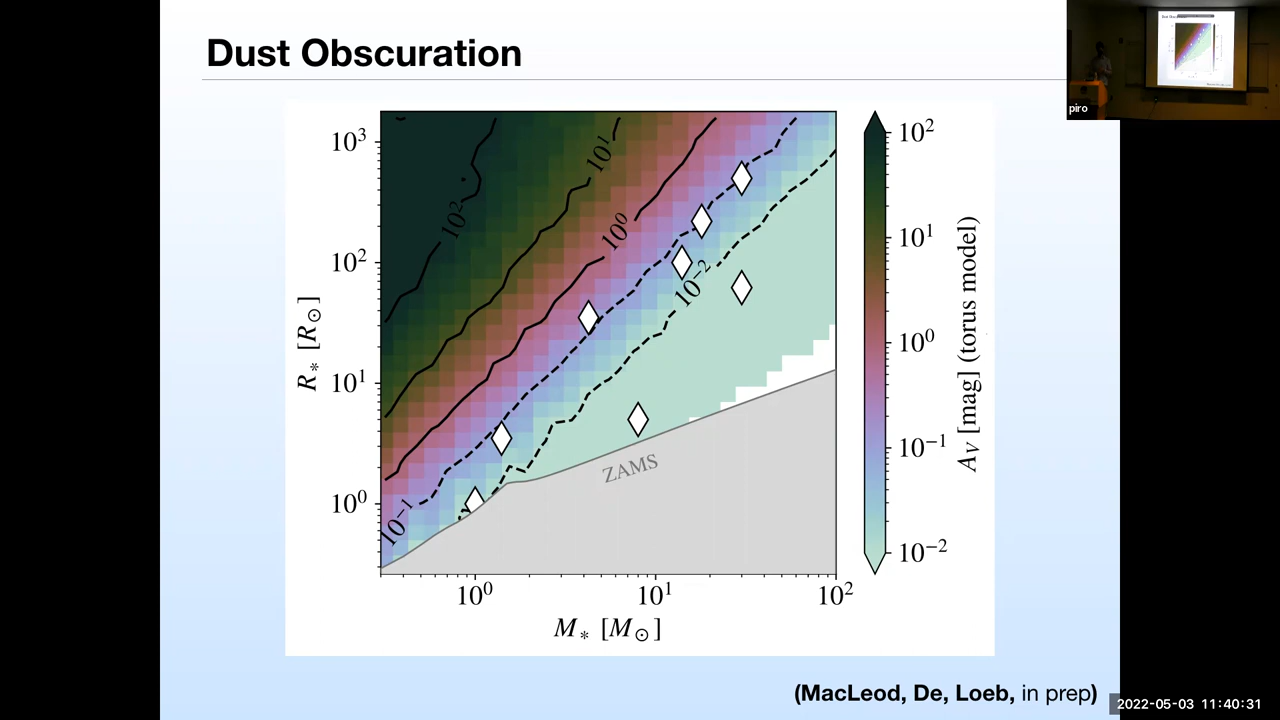 Dust Obscuration
piro
10³
10²
10¹
10⁰
R* [R☉]
10²
10¹
10⁰
10⁻¹
10⁻²
ZAMS
10⁰
10¹
10²
M* [M☉]
10²
10¹
10⁰
10⁻¹
10⁻²
A_V [mag] (torus model)
(MacLeod, De, Loeb, in prep)
2022-05-03 11:40:31